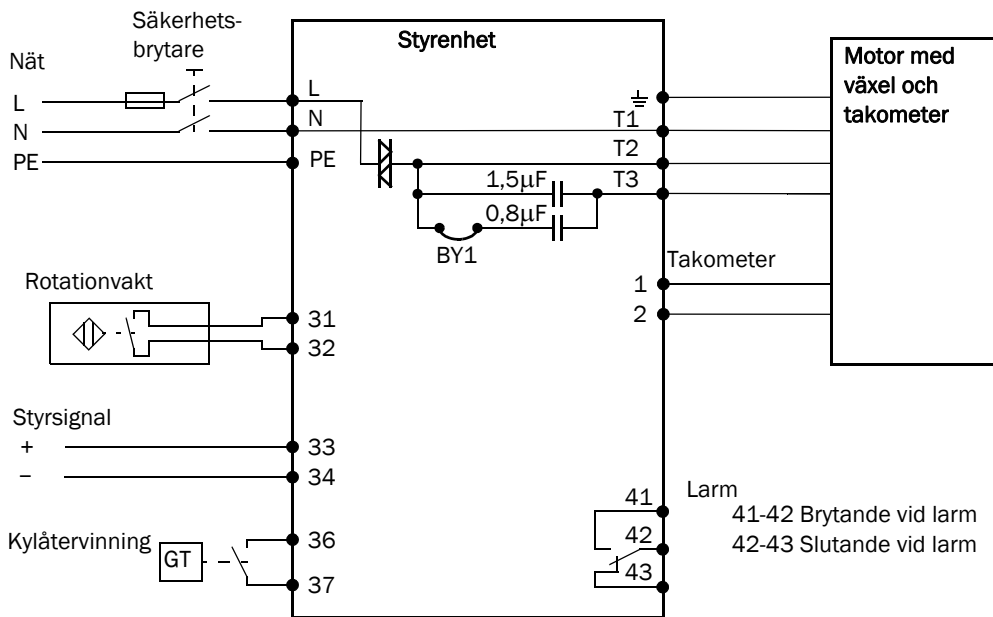 Säkerhets-
brytare
Styrenhet
Nät
Motor med
växel och
takometer
L
L
N
N
T1
PE
PE
T2
1,5µF
T3
0,8µF
BY1
Takometer
Rotationvakt
1
2
31
32
Styrsignal
+
33
−
34
Larm
41
41-42 Brytande vid larm
42
42-43 Slutande vid larm
43
Kylåtervinning
GT
36
37